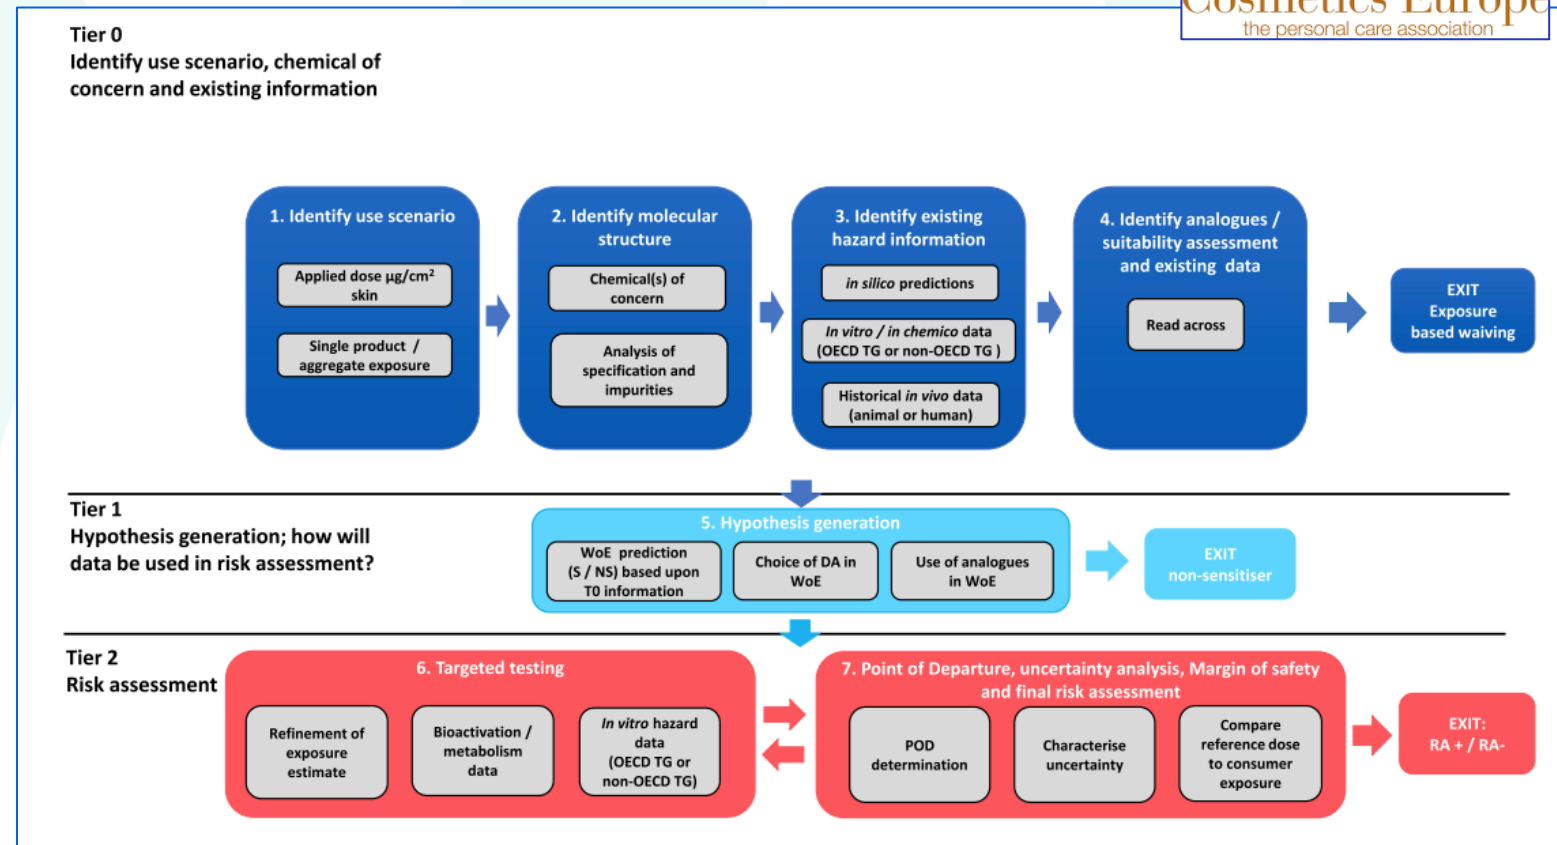 Cosmetics Europe
the personal care association
Tier 0
Identify use scenario, chemical of
concern and existing information
1. Identify use scenario
Applied dose µg/cm²
skin
Single product /
aggregate exposure
2. Identify molecular
structure
Chemical(s) of
concern
Analysis of
specification and
impurities
3. Identify existing
hazard information
in silico predictions
In vitro / in chemico data
(OECD TG or non-OECD TG )
Historical in vivo data
(animal or human)
4. Identify analogues /
suitability assessment
and existing data
Read across
EXIT
Exposure
based waiving
Tier 1
Hypothesis generation; how will
data be used in risk assessment?
5. Hypothesis generation
WoE prediction
(S / NS) based upon
T0 information
Choice of DA in
WoE
Use of analogues
in WoE
EXIT
non-sensitiser
Tier 2
Risk assessment
6. Targeted testing
Refinement of
exposure
estimate
Bioactivation /
metabolism
data
In vitro hazard
data
(OECD TG or
non-OECD TG)
7. Point of Departure, uncertainty analysis, Margin of safety
and final risk assessment
POD
determination
Characterise
uncertainty
Compare
reference dose
to consumer
exposure
EXIT:
RA + / RA-